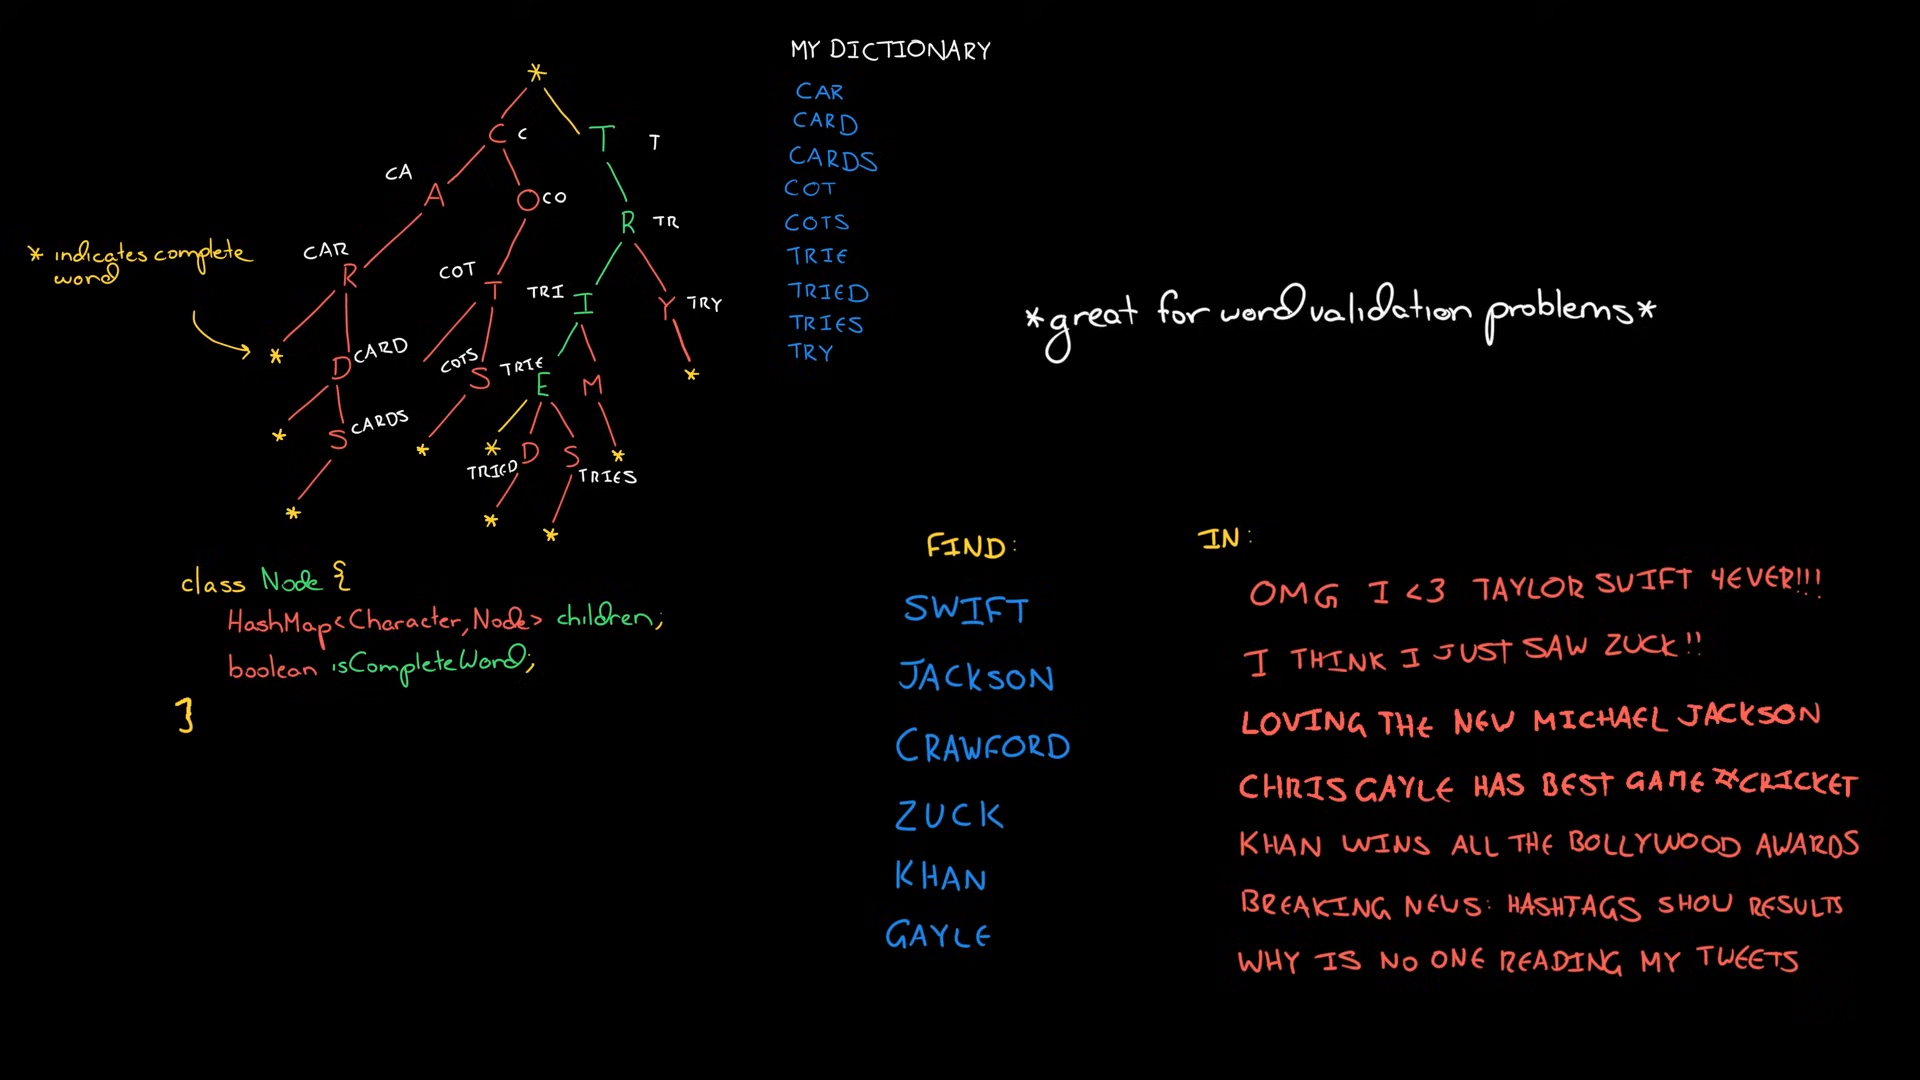 MY DICTIONARY
CAR
CARD
CARDS
COT
COTS
TRIE
TRIED
TRIES
TRY
*
C C
T T
CA
A
O CO
R TR
* indicates complete
word
CAR
R
COT
T
TRI I
Y TRY
*
D CARD
COTS
S
TRIE
E
M
*
*
S CARDS
*
*
D
S
*
TRIED
TRIES
*
*
*
*great for word validation problems*
class Node {
HashMap<Character, Node> children;
boolean isCompleteWord;
}
FIND:
SWIFT
JACKSON
CRAWFORD
ZUCK
KHAN
GAYLE
IN:
OMG I <3 TAYLOR SWIFT 4EVER!!!
I THINK I JUST SAW ZUCK!!
LOVING THE NEW MICHAEL JACKSON
CHRIS GAYLE HAS BEST GAME #CRICKET
KHAN WINS ALL THE BOLLYWOOD AWARDS
BREAKING NEWS: HASHTAGS SHOW RESULTS
WHY IS NO ONE READING MY TWEETS